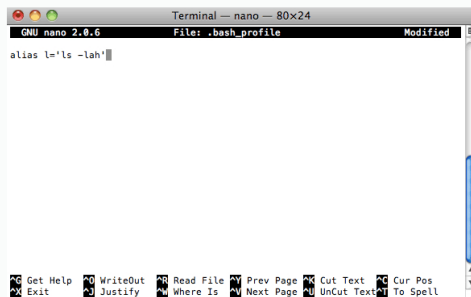 Terminal — nano — 80×24
GNU nano 2.0.6 File: .bash_profile Modified
alias l='ls -lah'
^G Get Help ^O WriteOut ^R Read File ^Y Prev Page ^K Cut Text ^C Cur Pos
^X Exit ^J Justify ^W Where Is ^V Next Page ^U UnCut Text ^T To Spell